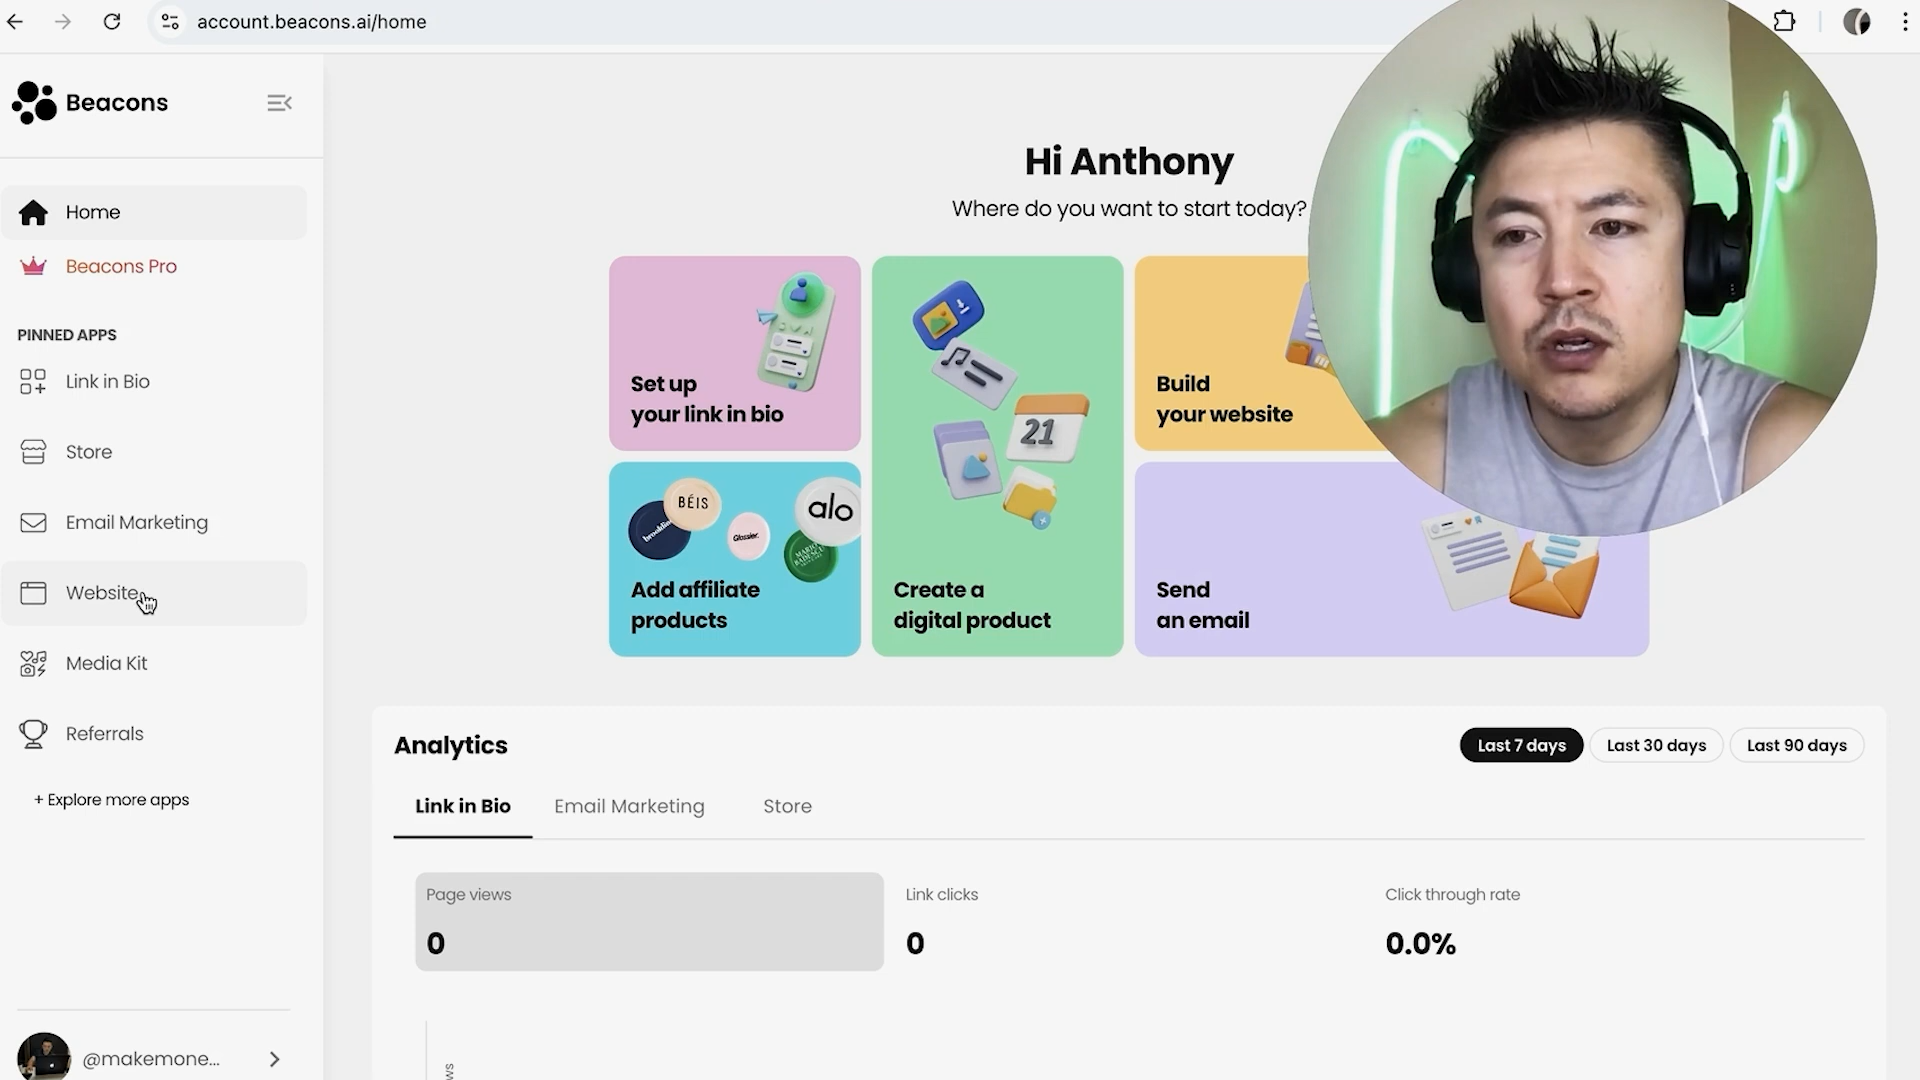 account.beacons.ai/home
Beacons
Home
Beacons Pro
PINNED APPS
Link in Bio
Store
Email Marketing
Website
Media Kit
Referrals
+ Explore more apps
@makemone...
Hi Anthony
Where do you want to start today?
Set up
your link in bio
21
Create a
digital product
Build
your website
BÉIS
alo
Glossier.
MARIO
BADESCU
Add affiliate
products
Send
an email
Analytics
Last 7 days
Last 30 days
Last 90 days
Link in Bio
Email Marketing
Store
Page views
0
Link clicks
0
Click through rate
0.0%